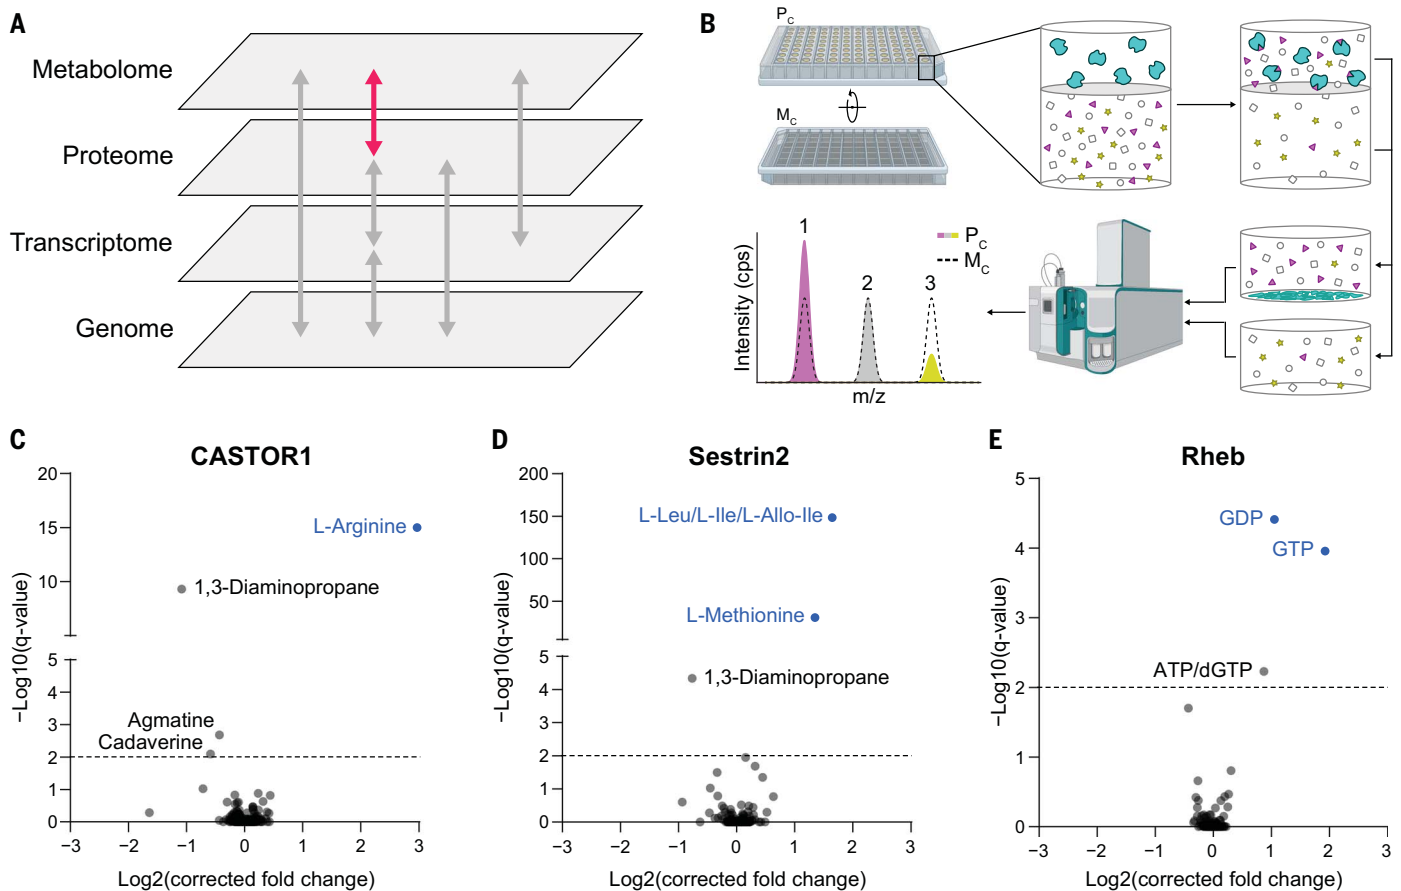 A
Metabolome
Proteome
Transcriptome
Genome
B
P_C
M_C
Intensity (cps)
1
2
3
P_C
M_C
m/z
C
CASTOR1
−Log10(q-value)
20
15
10
5
4
3
2
1
0
L-Arginine
1,3-Diaminopropane
Agmatine
Cadaverine
−3
−2
−1
0
1
2
3
Log2(corrected fold change)
D
Sestrin2
−Log10(q-value)
200
150
100
50
5
4
3
2
1
0
L-Leu/L-Ile/L-Allo-Ile
L-Methionine
1,3-Diaminopropane
−3
−2
−1
0
1
2
3
Log2(corrected fold change)
E
Rheb
−Log10(q-value)
5
4
3
2
1
0
GDP
GTP
ATP/dGTP
−3
−2
−1
0
1
2
3
Log2(corrected fold change)